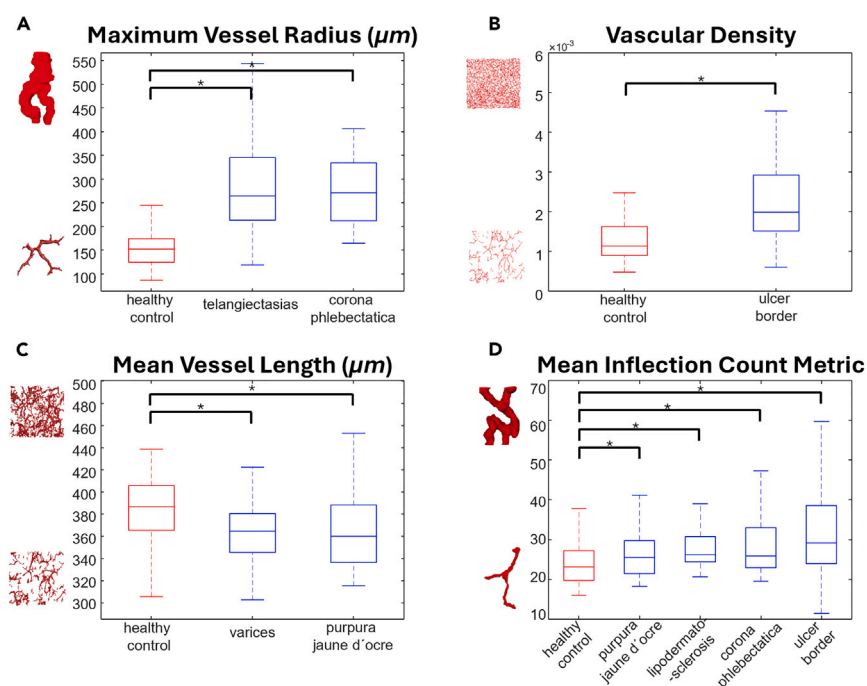 A
Maximum Vessel Radius (µm)
550
500
450
400
350
300
250
200
150
100
*
*
healthy
control
telangiectasias
corona
phlebectatica
B
Vascular Density
×10⁻³
6
5
4
3
2
1
0
*
healthy
control
ulcer
border
C
Mean Vessel Length (µm)
500
480
460
440
420
400
380
360
340
320
300
*
*
healthy
control
varices
purpura
jaune d´ocre
D
Mean Inflection Count Metric
70
60
50
40
30
20
10
*
*
*
*
healthy
control
purpura
jaune d´ocre
lipodermato-
-sclerosis
corona
phlebectatica
ulcer
border